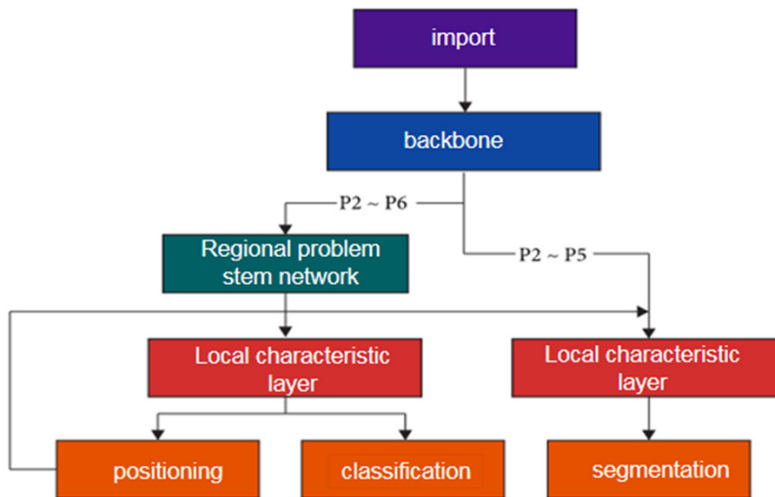 import
backbone
P2 ~ P6
Regional problem
stem network
P2 ~ P5
Local characteristic
layer
Local characteristic
layer
positioning
classification
segmentation